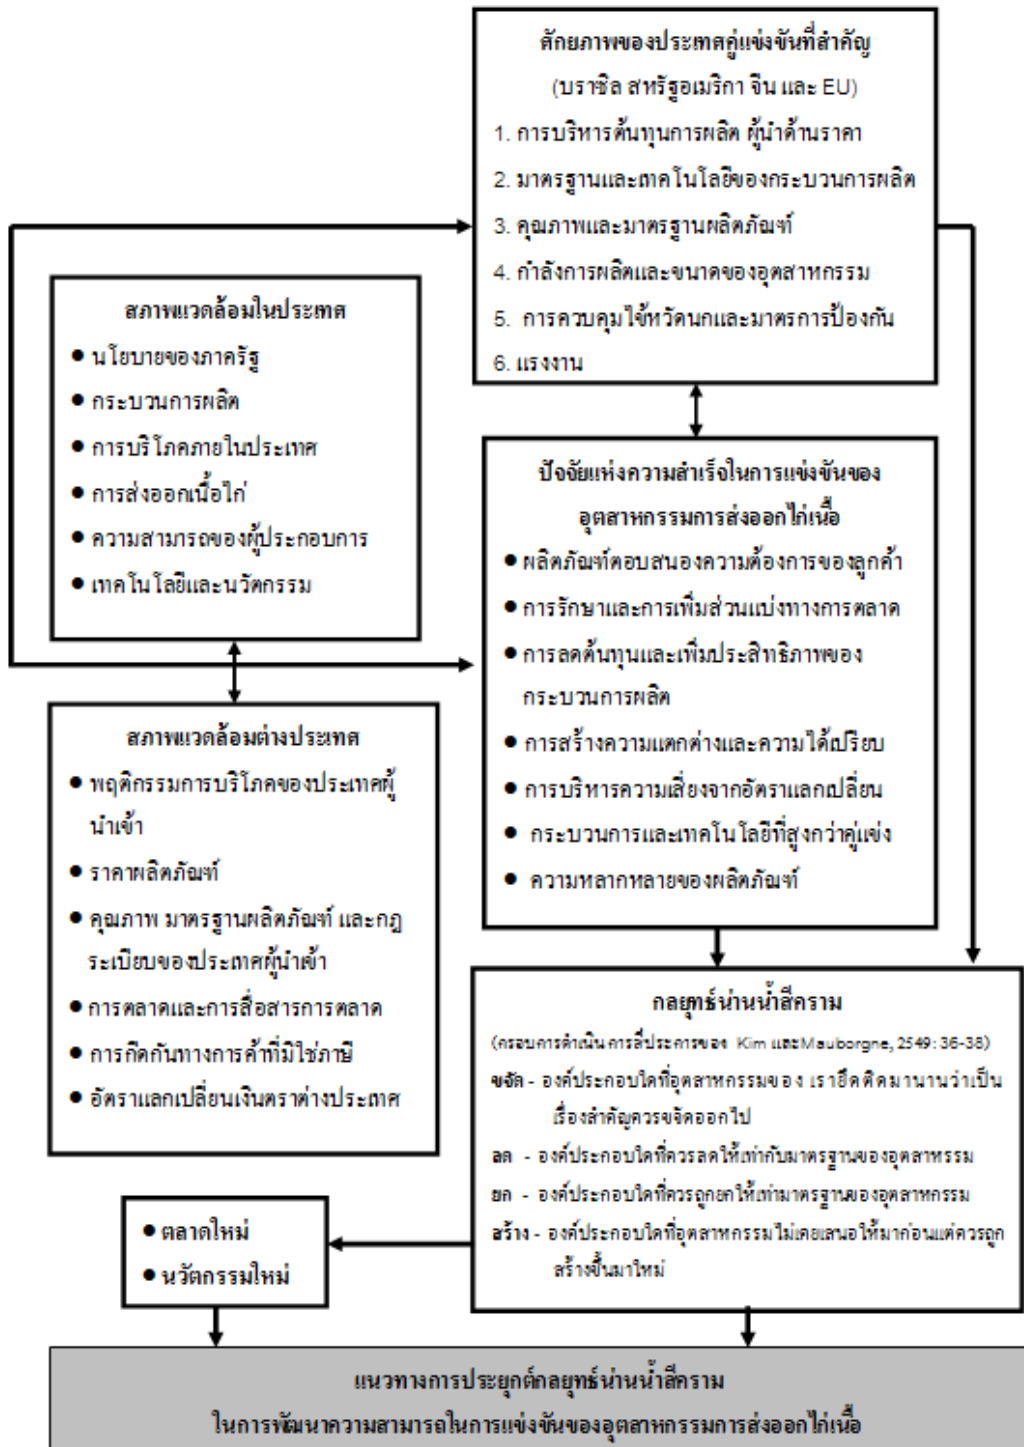 ศักยภาพของประเทศคู่แข่งขันที่สำคัญ
(บราซิล สหรัฐอเมริกา จีน และ EU)
1. การบริหารต้นทุนการผลิต ผู้นำด้านราคา
2. มาตรฐานและเทคโนโลยีของกระบวนการผลิต
3. คุณภาพและมาตรฐานผลิตภัณฑ์
4. กำลังการผลิตและขนาดของอุตสาหกรรม
5. การควบคุมไข้หวัดนกและมาตรการป้องกัน
6. แรงงาน
สภาพแวดล้อมในประเทศ
● นโยบายของภาครัฐ
● กระบวนการผลิต
● การบริโภคภายในประเทศ
● การส่งออกเนื้อไก่
● ความสามารถของผู้ประกอบการ
● เทคโนโลยีและนวัตกรรม
ปัจจัยแห่งความสำเร็จในการแข่งขันของ
อุตสาหกรรมการส่งออกไก่เนื้อ
● ผลิตภัณฑ์ตอบสนองความต้องการของลูกค้า
● การรักษาและการเพิ่มส่วนแบ่งทางการตลาด
● การลดต้นทุนและเพิ่มประสิทธิภาพของ
กระบวนการผลิต
● การสร้างความแตกต่างและความได้เปรียบ
● การบริหารความเสี่ยงจากอัตราแลกเปลี่ยน
● กระบวนการและเทคโนโลยีที่สูงกว่าคู่แข่ง
● ความหลากหลายของผลิตภัณฑ์
สภาพแวดล้อมต่างประเทศ
● พฤติกรรมการบริโภคของประเทศผู้
นำเข้า
● ราคาผลิตภัณฑ์
● คุณภาพ มาตรฐานผลิตภัณฑ์ และกฎ
ระเบียบของประเทศผู้นำเข้า
● การตลาดและการสื่อสารการตลาด
● การกีดกันทางการค้าที่มิใช่ภาษี
● อัตราแลกเปลี่ยนเงินตราต่างประเทศ
กลยุทธ์น่านน้ำสีคราม
(กรอบการดำเนินการสี่ประการของ Kim และMauborgne, 2549: 36-38)
ขจัด - องค์ประกอบใดที่อุตสาหกรรมของ เรายึดติดมานานว่าเป็น
เรื่องสำคัญควรขจัดออกไป
ลด - องค์ประกอบใดที่ควรลดให้เท่ากับมาตรฐานของอุตสาหรรม
ยก - องค์ประกอบใดที่ควรถูกยกให้เท่ามาตรฐานของอุตสาหกรรม
สร้าง - องค์ประกอบใดที่อุตสาหกรรมไม่เคยเสนอให้มาก่อนแต่ควรถูก
สร้างขึ้นมาใหม่
● ตลาดใหม่
● นวัตกรรมใหม่
แนวทางการประยุกต์กลยุทธ์น่านน้ำสีคราม
ในการพัฒนาความสามารถในการแข่งขันของอุตสาหกรรมการส่งออกไก่เนื้อ